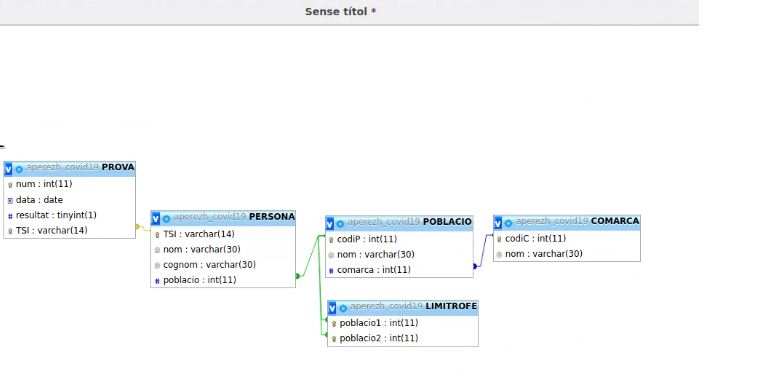 Sense títol *
aperezh_covid19 PROVA
num : int(11)
data : date
resultat : tinyint(1)
TSI : varchar(14)
aperezh_covid19 PERSONA
TSI : varchar(14)
nom : varchar(30)
cognom : varchar(30)
poblacio : int(11)
aperezh_covid19 POBLACIO
codiP : int(11)
nom : varchar(30)
comarca : int(11)
aperezh_covid19 COMARCA
codiC : int(11)
nom : varchar(30)
aperezh_covid19 LIMITROFE
poblacio1 : int(11)
poblacio2 : int(11)